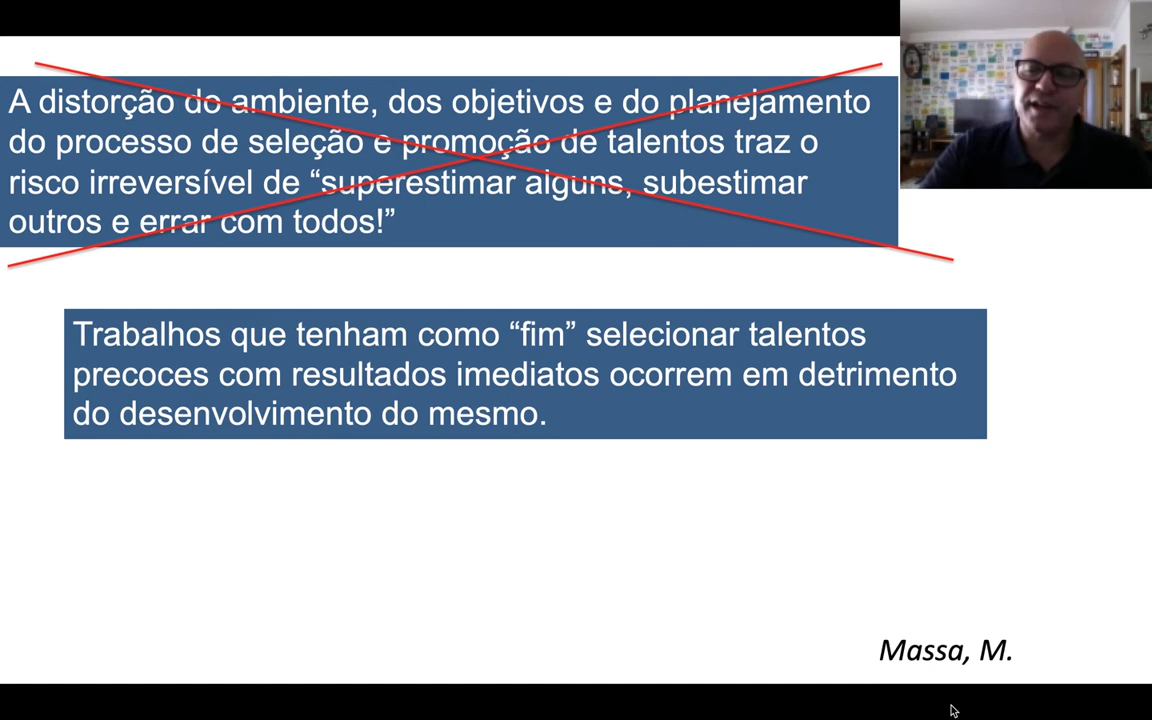 A distorção do ambiente, dos objetivos e do planejamento
do processo de seleção e promoção de talentos traz o
risco irreversível de “superestimar alguns, subestimar
outros e errar com todos!”
Trabalhos que tenham como “fim” selecionar talentos
precoces com resultados imediatos ocorrem em detrimento
do desenvolvimento do mesmo.
Massa, M.